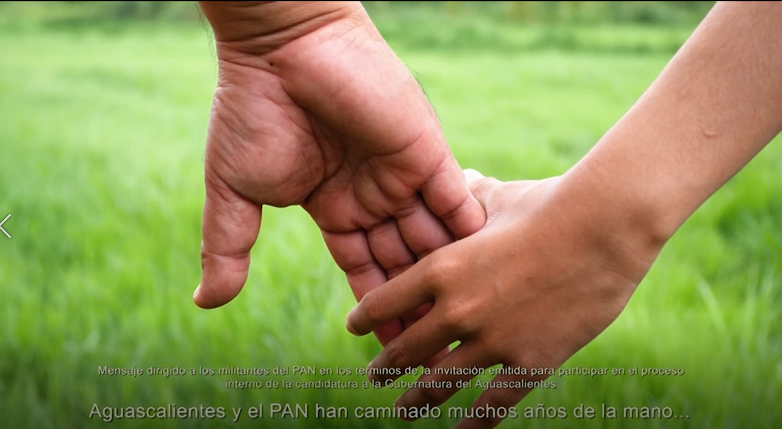 Mensaje dirigido a los militantes del PAN en los términos de la invitación emitida para participar en el proceso
interno de la candidatura a la Gubernatura del Aguascalientes
Aguascalientes y el PAN han caminado muchos años de la mano...